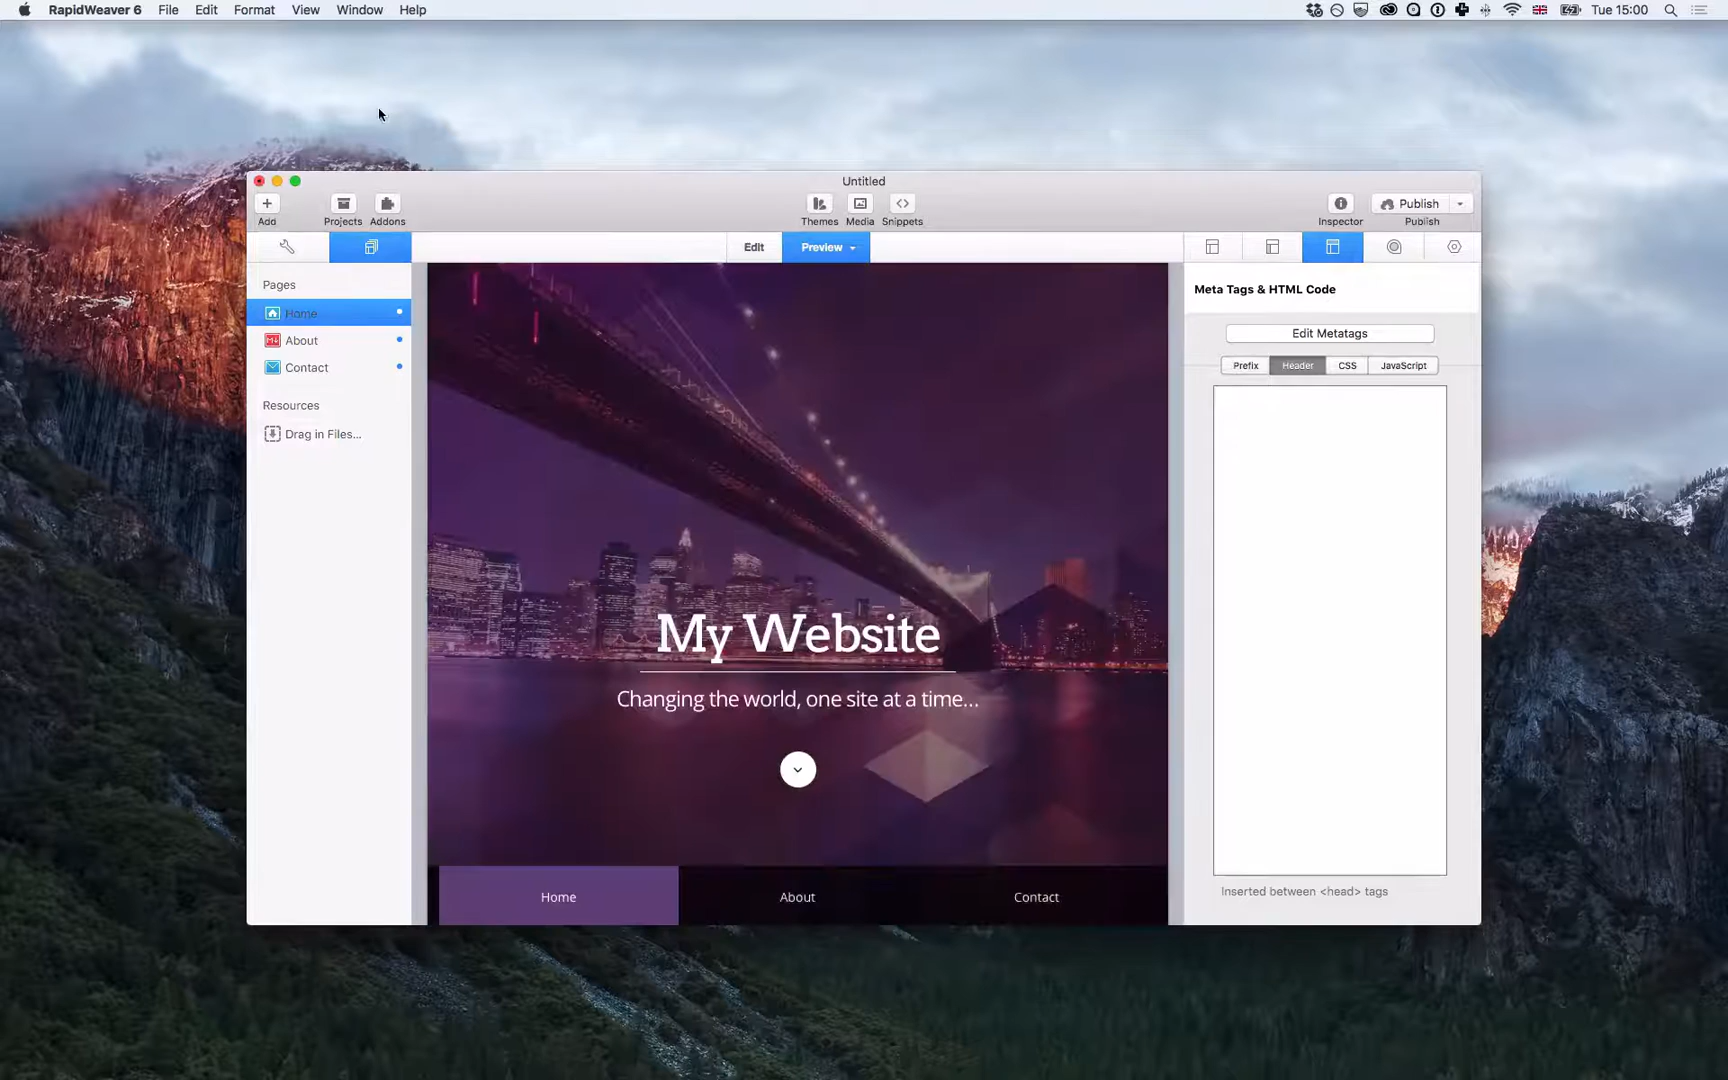 RapidWeaver 6 File Edit Format View Window Help Tue 15:00
Untitled
Add Projects Addons Themes Media Snippets Inspector Publish
Publish
Edit Preview
Pages
Home
About
Contact
Resources
Drag in Files...
My Website
Changing the world, one site at a time...
Home About Contact
Meta Tags & HTML Code
Edit Metatags
Prefix Header CSS JavaScript
Inserted between <head> tags